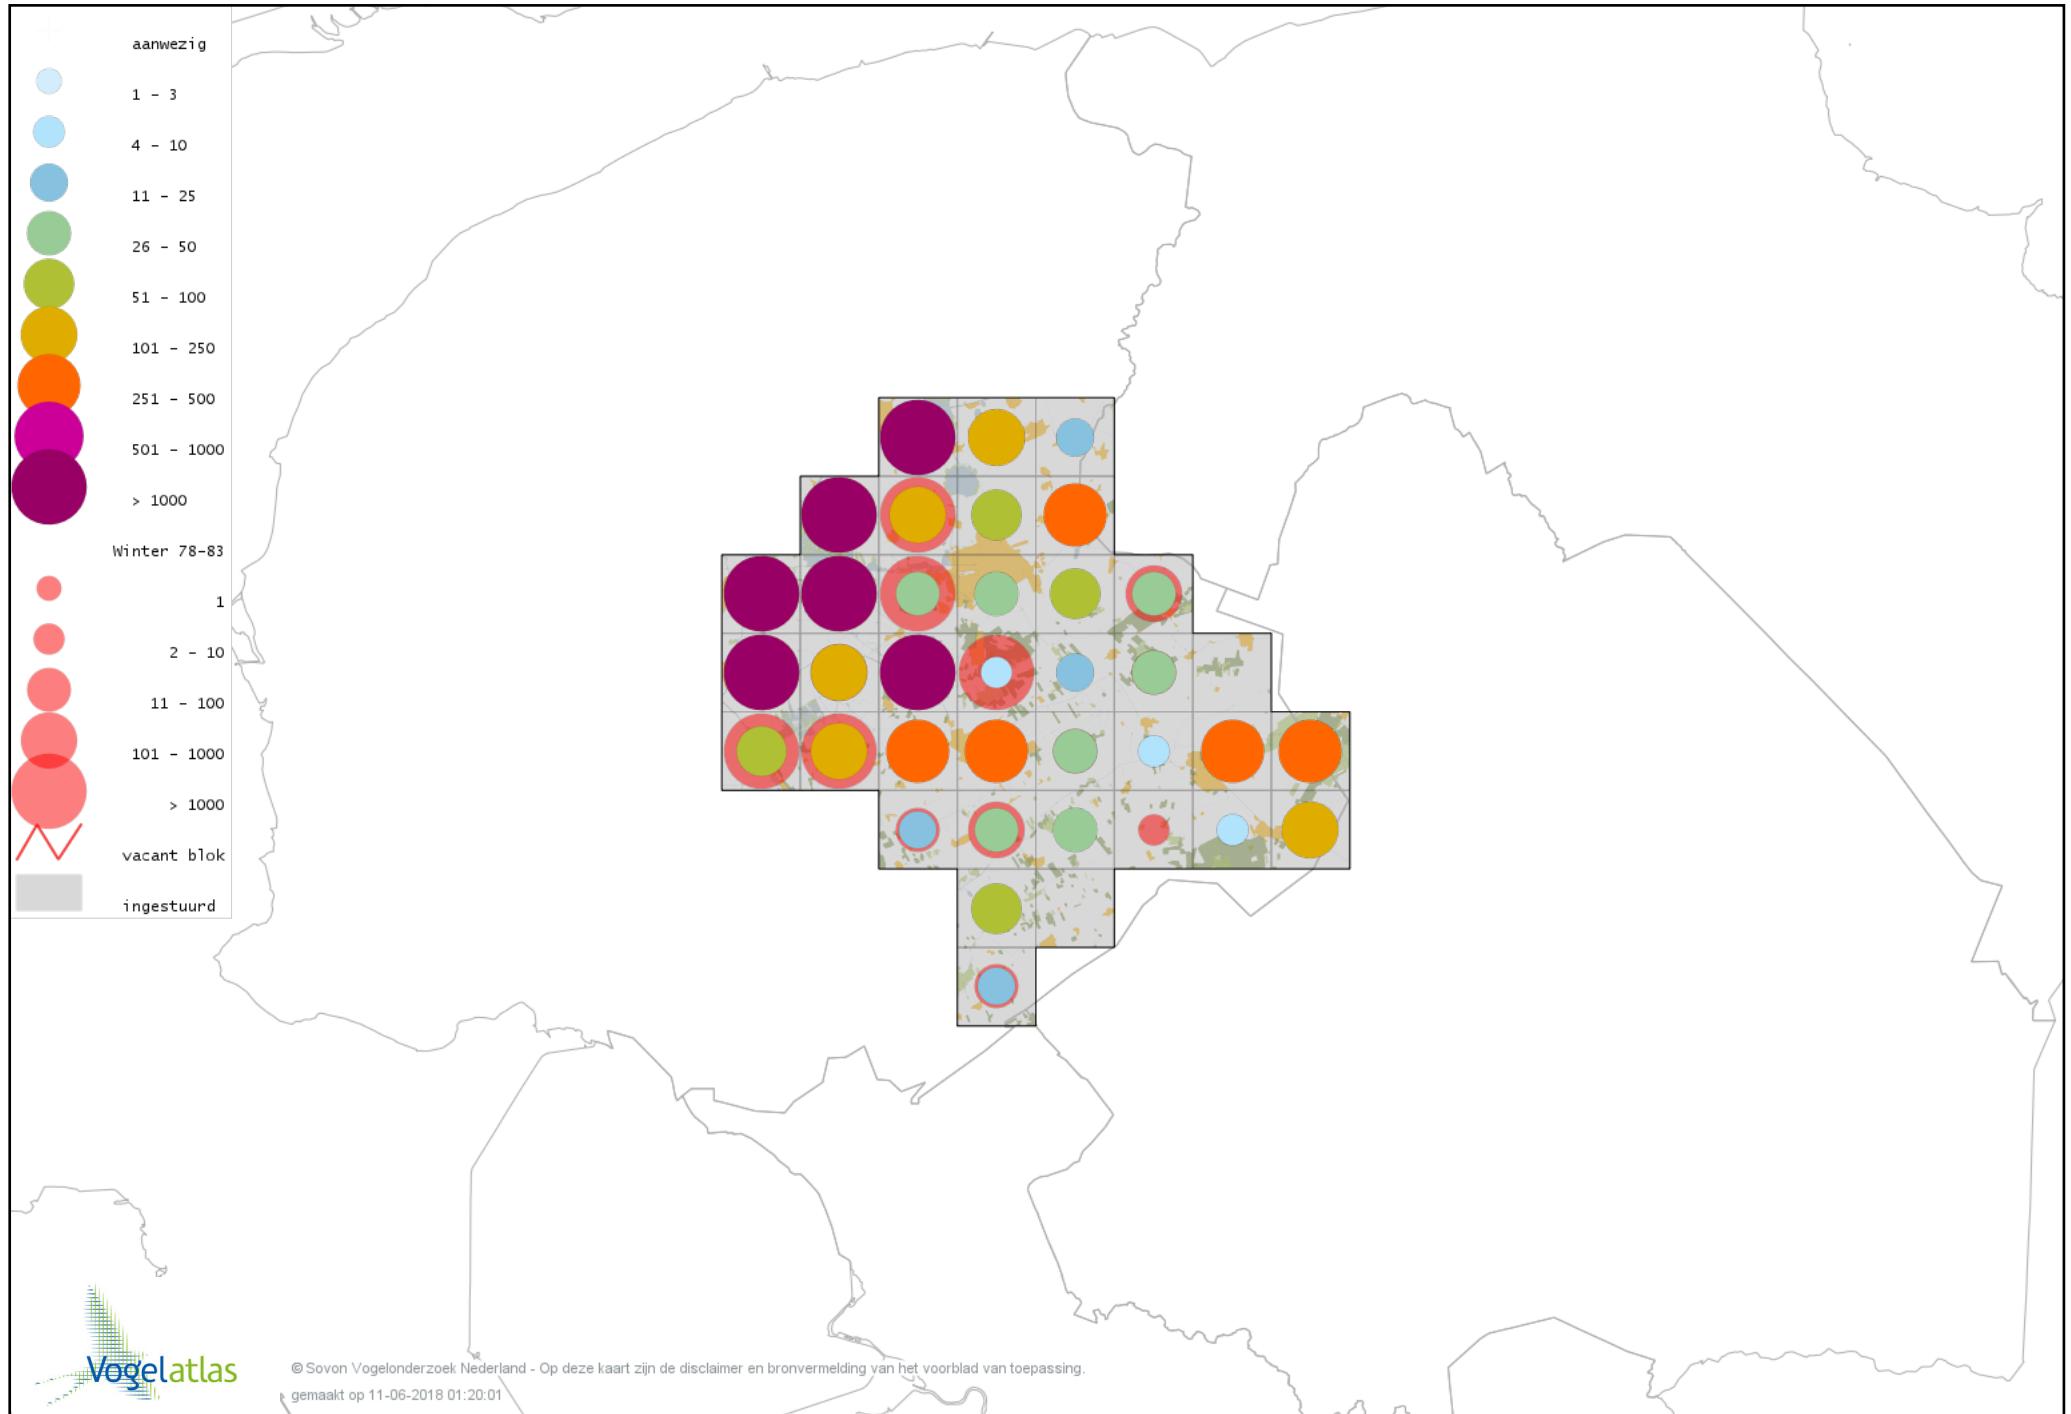 aanwezig
1 - 3
4 - 10
11 - 25
26 - 50
51 - 100
101 - 250
251 - 500
501 - 1000
> 1000
Winter 78-83
1
2 - 10
11 - 100
101 - 1000
> 1000
vacant blok
ingestuurd
Vogelatlas
© Sovon Vogelonderzoek Nederland - Op deze kaart zijn de disclaimer en bronvermelding van het voorblad van toepassing.
gemaakt op 11-06-2018 01:20:01